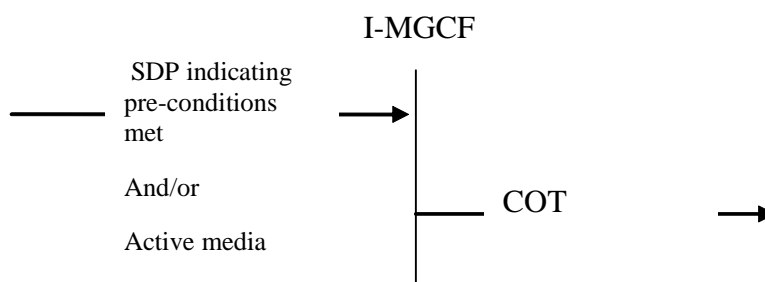 I-MGCF
SDP indicating
pre-conditions
met
And/or
Active media
COT